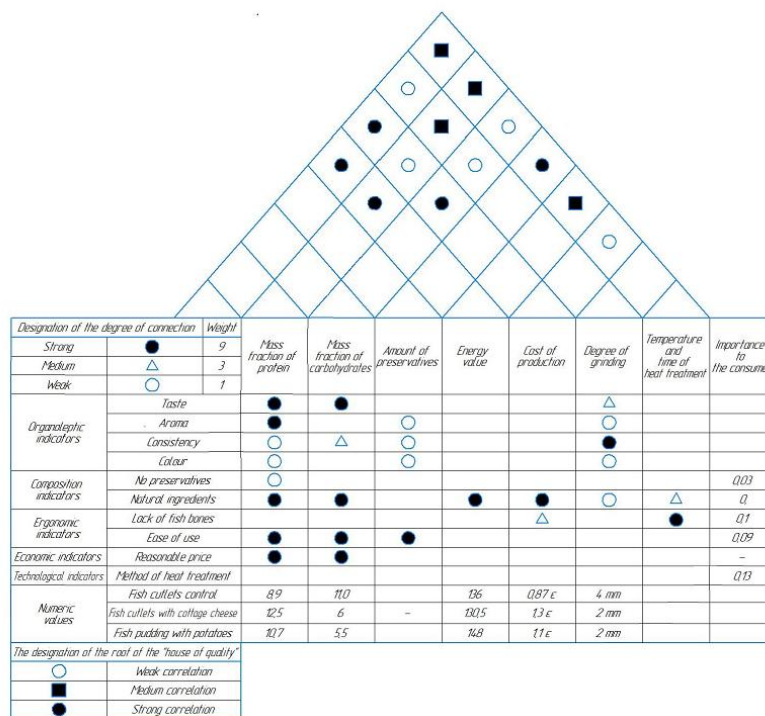 Designation of the degree of connection Weight
Strong 9
Medium 3
Weak 1
Mass fraction of protein
Mass fraction of carbohydrates
Amount of preservatives
Energy value
Cost of production
Degree of grinding
Temperature and time of heat treatment
Importance to the consume
Organoleptic indicators
Taste
Aroma
Consistency
Colour
Composition indicators
No preservatives 0,03
Natural ingredients 0,
Ergonomic indicators
Lack of fish bones 0,1
Ease of use 0,09
Economic indicators Reasonable price –
Technological indicators Method of heat treatment 0,13
Numeric values
Fish cutlets control 8,9 11,0 136 0,87 € 4 mm
Fish cutlets with cottage cheese 12,5 6 – 130,5 1,3 € 2 mm
Fish pudding with potatoes 10,7 5,5 148 1,1 € 2 mm
The designation of the root of the "house of quality"
Weak correlation
Medium correlation
Strong correlation